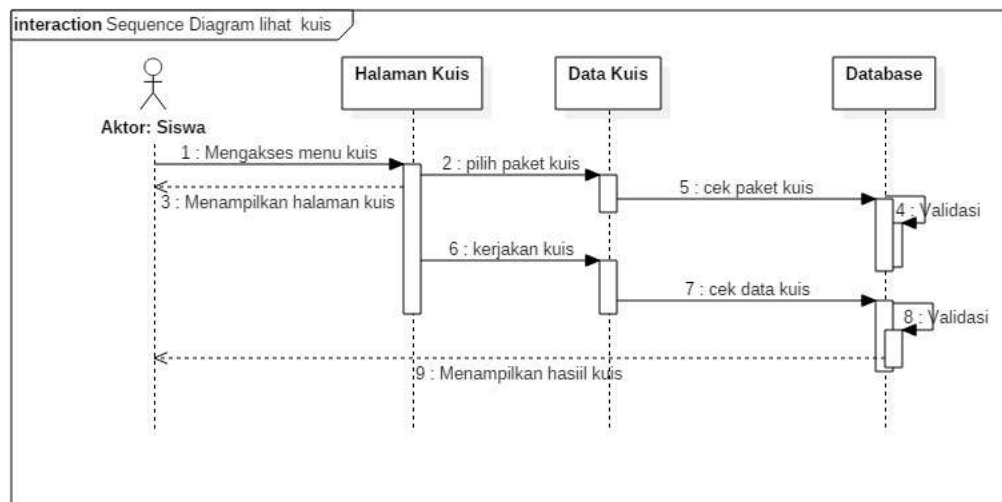 interaction Sequence Diagram lihat kuis
Halaman Kuis
Data Kuis
Database
Aktor: Siswa
1 : Mengakses menu kuis
2 : pilih paket kuis
3 : Menampilkan halaman kuis
5 : cek paket kuis
4 : Validasi
6 : kerjakan kuis
7 : cek data kuis
8 : Validasi
9 : Menampilkan hasiil kuis